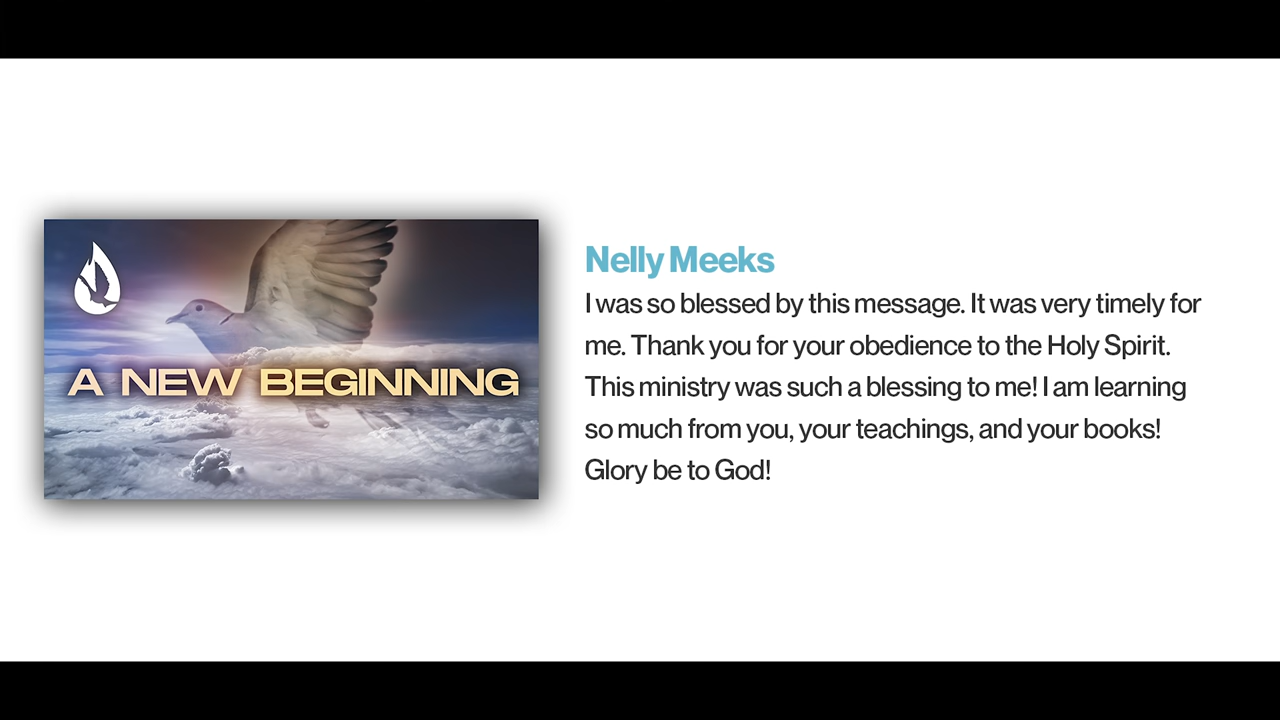 A NEW BEGINNING
Nelly Meeks
I was so blessed by this message. It was very timely for
me. Thank you for your obedience to the Holy Spirit.
This ministry was such a blessing to me! I am learning
so much from you, your teachings, and your books!
Glory be to God!